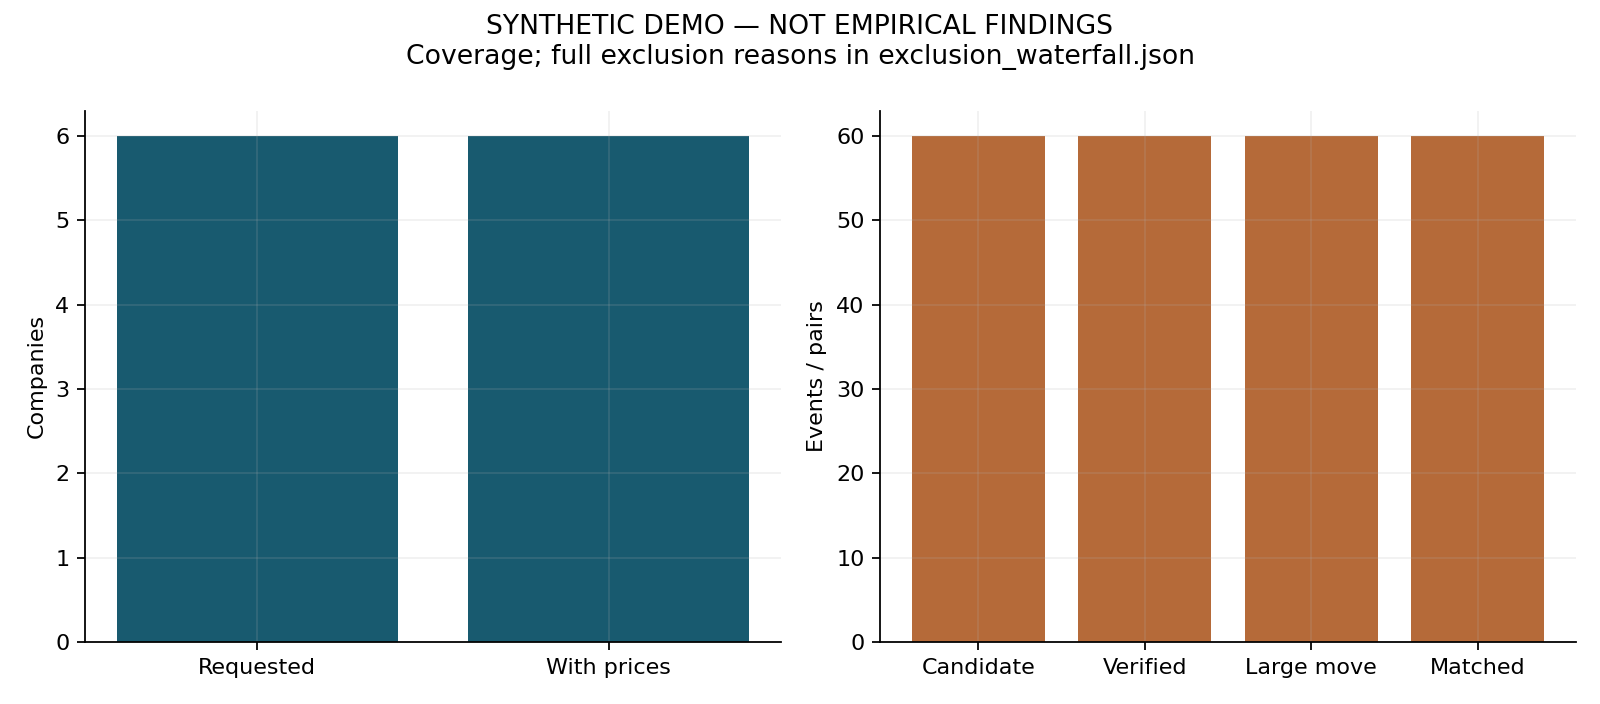 SYNTHETIC DEMO — NOT EMPIRICAL FINDINGS
Coverage; full exclusion reasons in exclusion_waterfall.json
Companies
6
5
4
3
2
1
0
Requested
With prices
Events / pairs
60
50
40
30
20
10
0
Candidate
Verified
Large move
Matched